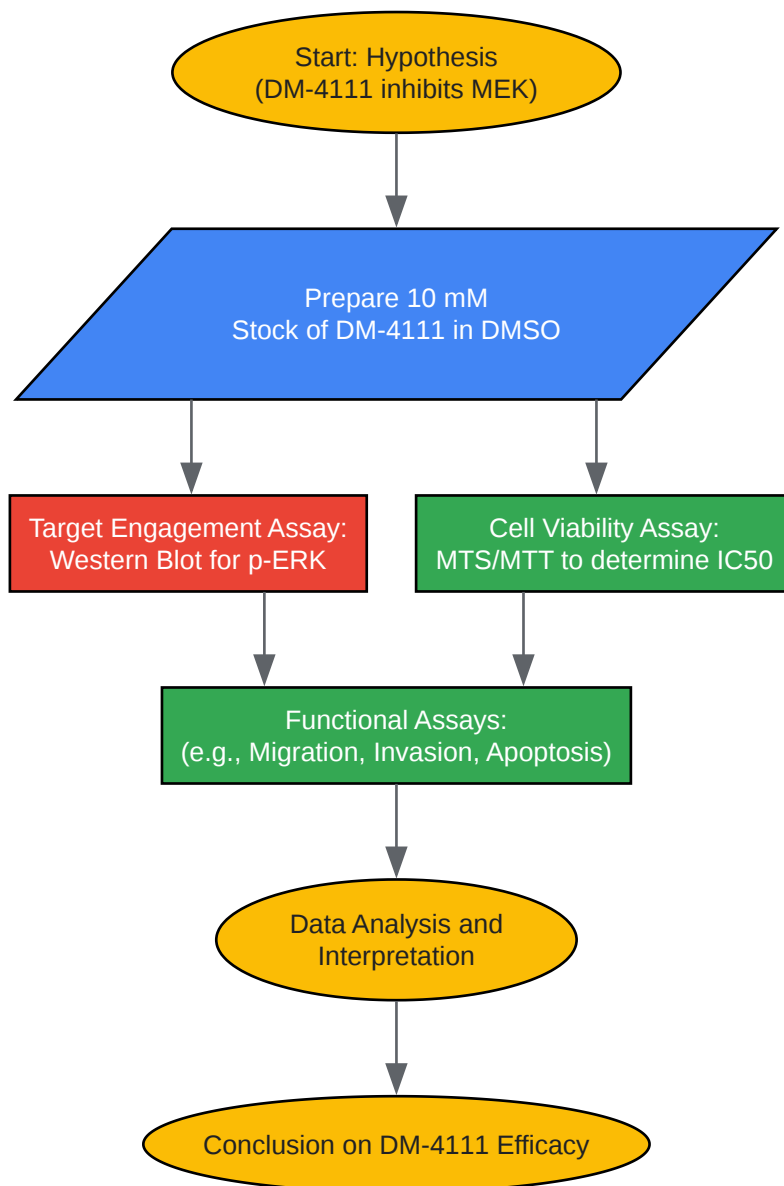 Start: Hypothesis
(DM-4111 inhibits MEK)
Prepare 10 mM
Stock of DM-4111 in DMSO
Target Engagement Assay:
Western Blot for p-ERK
Cell Viability Assay:
MTS/MTT to determine IC50
Functional Assays:
(e.g., Migration, Invasion, Apoptosis)
Data Analysis and
Interpretation
Conclusion on DM-4111 Efficacy